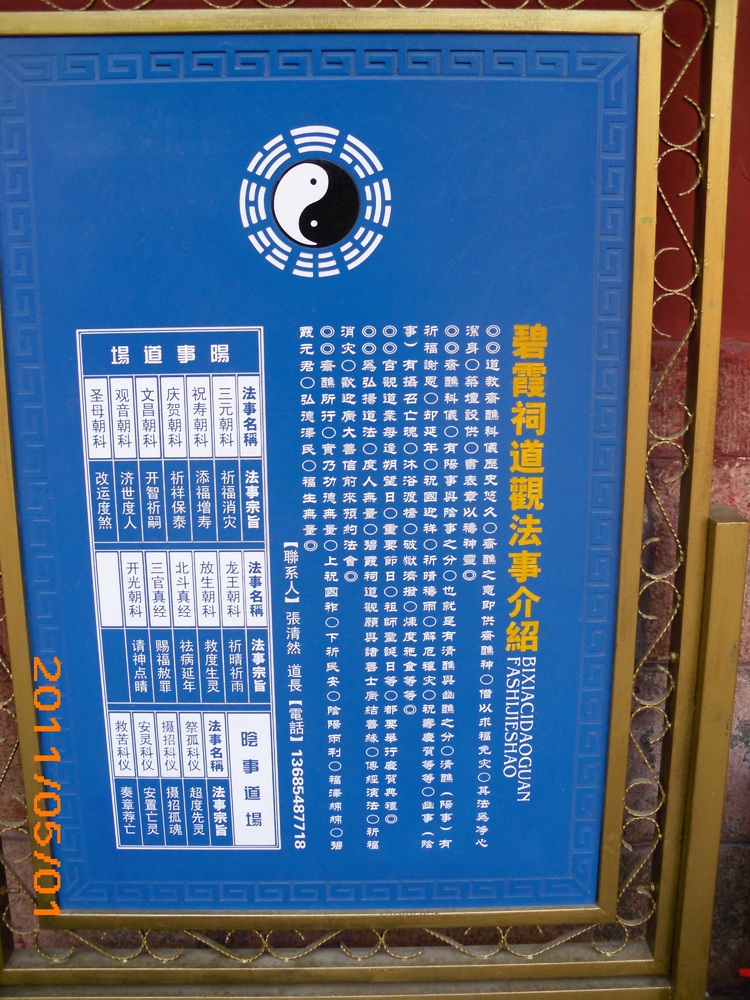 碧霞祠道觀法事介紹
BIXIACIDAOGUAN
FASHIJIESHAO
◎◎道教齋醮科儀歷史悠久○齋醮之意即供齋醮神○借以求福免灾○其法爲净心
潔身○築壇設供○書表章以禱神靈◎
◎◎齋醮科儀○有陽事與陰事之分○也就是有清醮與幽醮之分○清醮（陽事）有
祈福謝恩○却延年○祝國迎祥○祈晴禱雨○解厄禳灾○祝壽慶賀等等○幽事（陰
事）有攝召亡魂○沐浴渡橋○破獄濟 煉度施食等等◎
◎◎宫觀道衆每逢朔望日○重要節日○祖師聖誕日等○都要舉行慶賀典禮◎
◎◎爲弘揚道法○度人無量○碧霞祠道觀願與諸善士廣結善緣○傳經演法○祈福
消灾○歡迎廣大善信前來預約法會◎
◎◎齋醮所行○實乃功德無量○上祝國祚○下祈民安○陰陽兩利○福澤綿綿○碧
霞元君○弘德澤民○福生無量◎
【聯系人】張清然 道長【電話】13685487718
場道事陽
法事名稱 法事宗旨
三元朝科 祈福消灾
祝寿朝科 添福增寿
庆贺朝科 祈祥保泰
文昌朝科 开智祈嗣
观音朝科 济世度人
圣母朝科 改运度煞
法事名稱 法事宗旨
龙王朝科 祈晴祈雨
放生朝科 救度生灵
北斗真经 祛病延年
三官真经 赐福赦罪
开光朝科 请神点睛
陰事道場
法事名稱 法事宗旨
祭孤科仪 超度先灵
摄招科仪 摄招孤魂
安灵科仪 安置亡灵
救苦科仪 奏章荐亡
2011/05/01